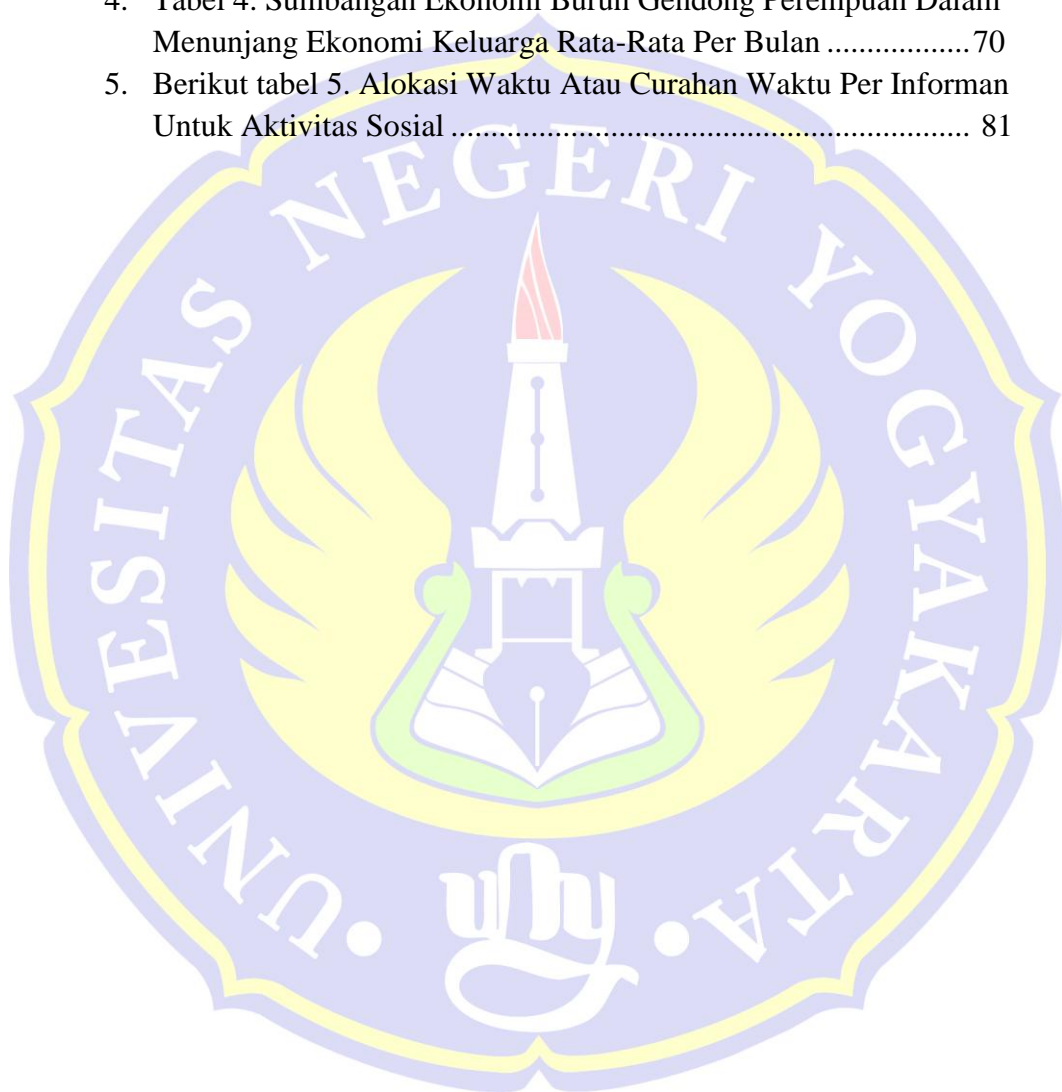 4. Tabel 4. Sumbangan Ekonomi Buruh Gendong Perempuan Dalam
Menunjang Ekonomi Keluarga Rata-Rata Per Bulan ..................70
5. Berikut tabel 5. Alokasi Waktu Atau Curahan Waktu Per Informan
Untuk Aktivitas Sosial ....................................................... 81
UNIVESITAS NEGERI YOGYAKARTA
uny